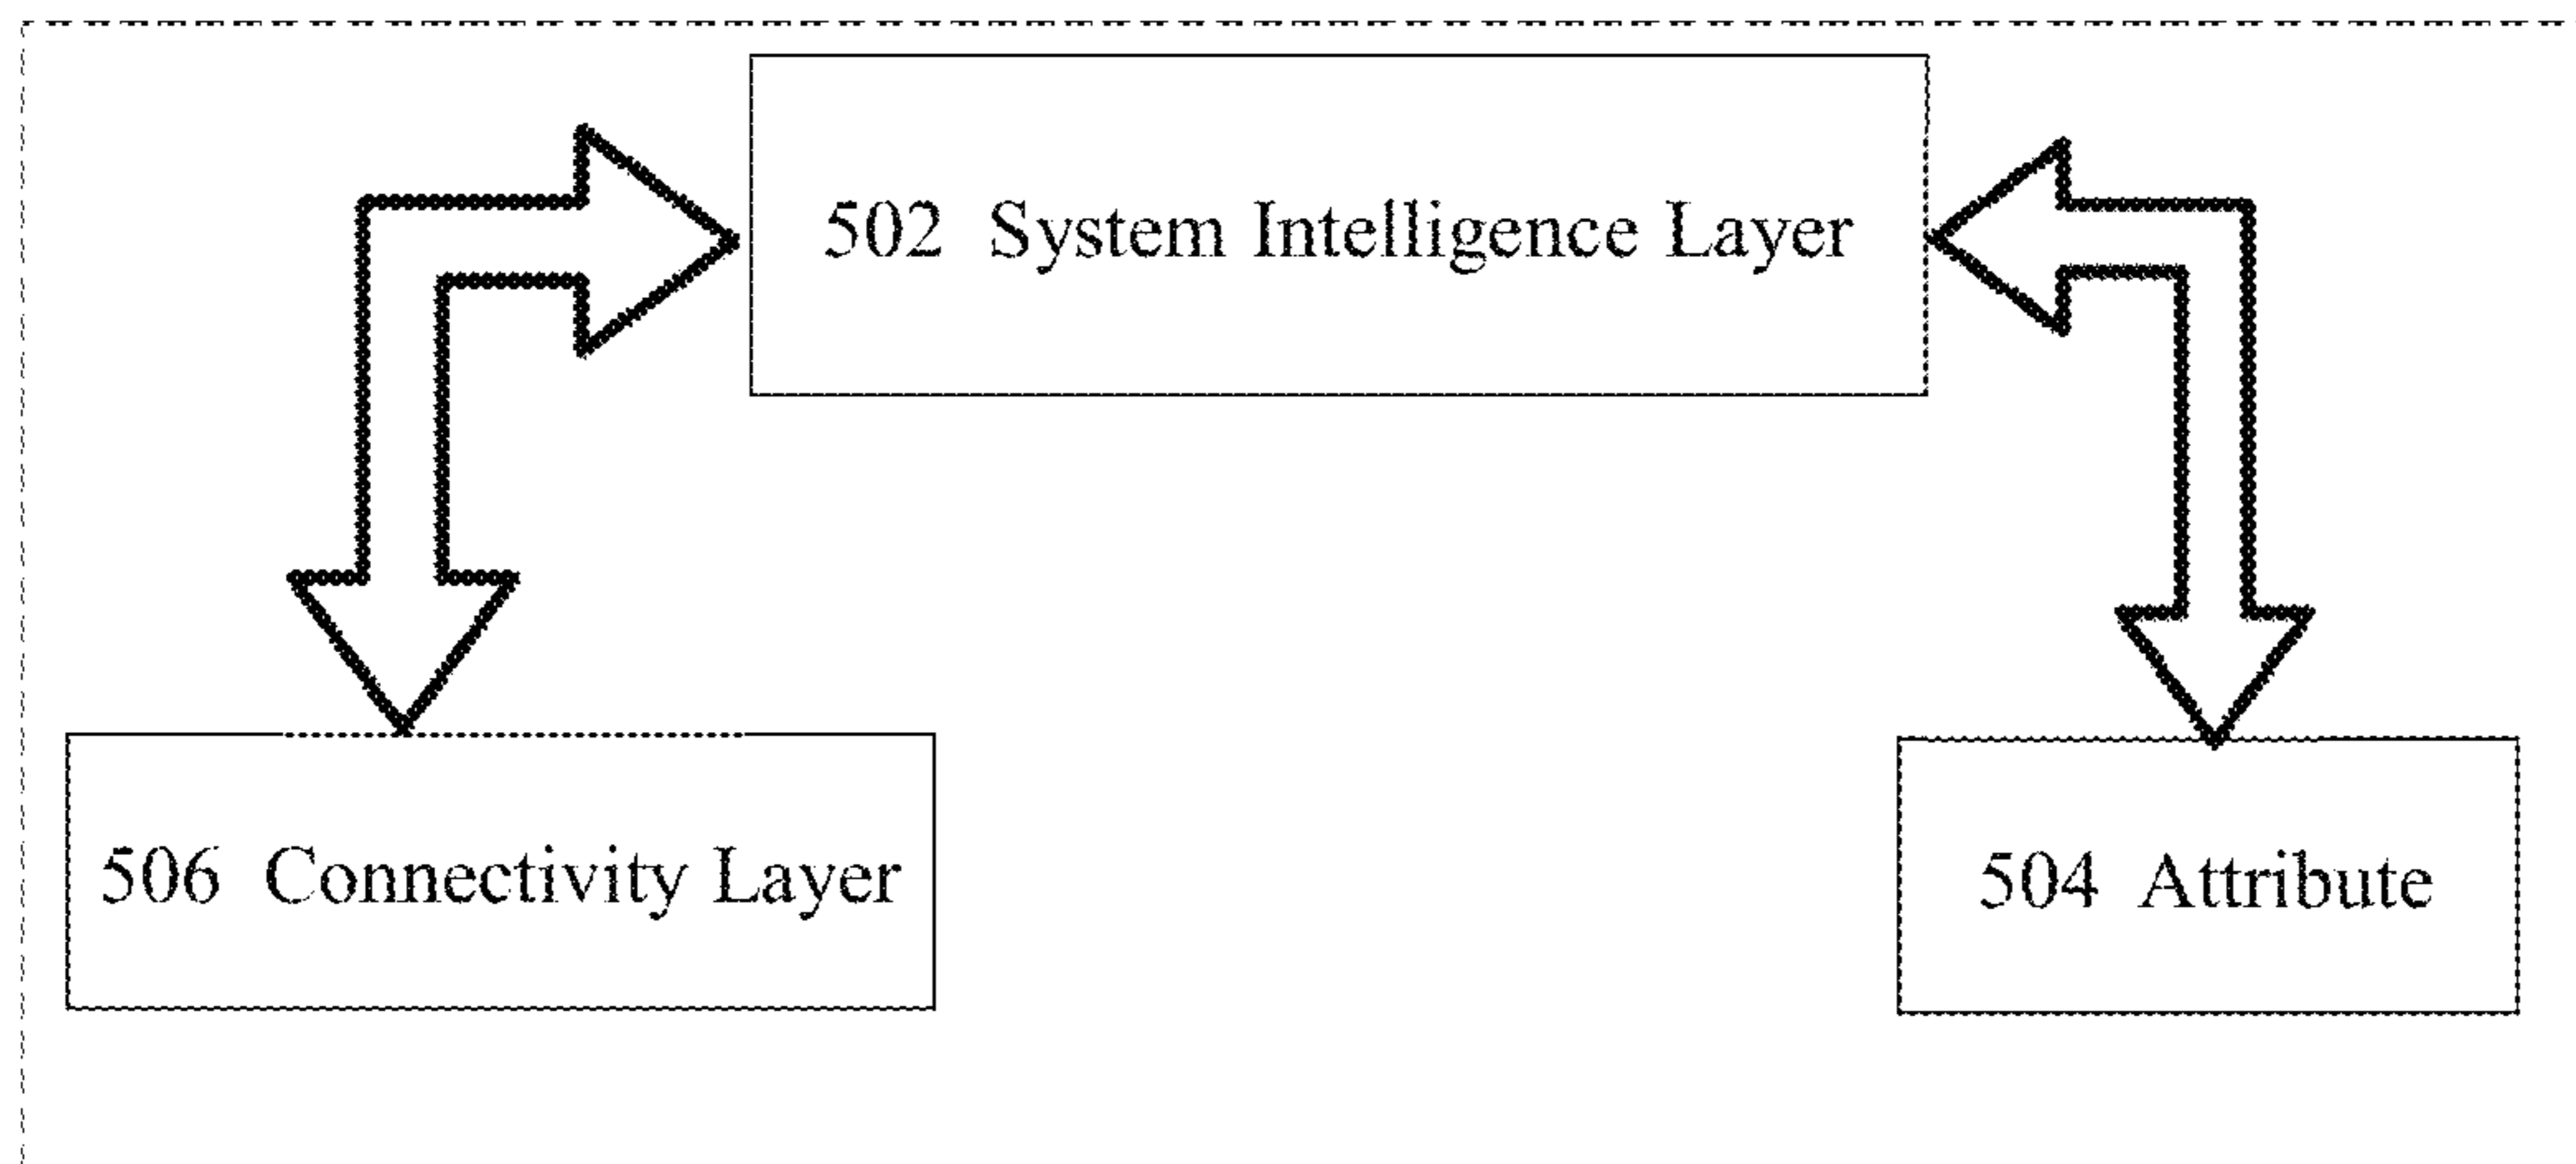 502 System Intelligence Layer
506 Connectivity Layer
504 Attribute